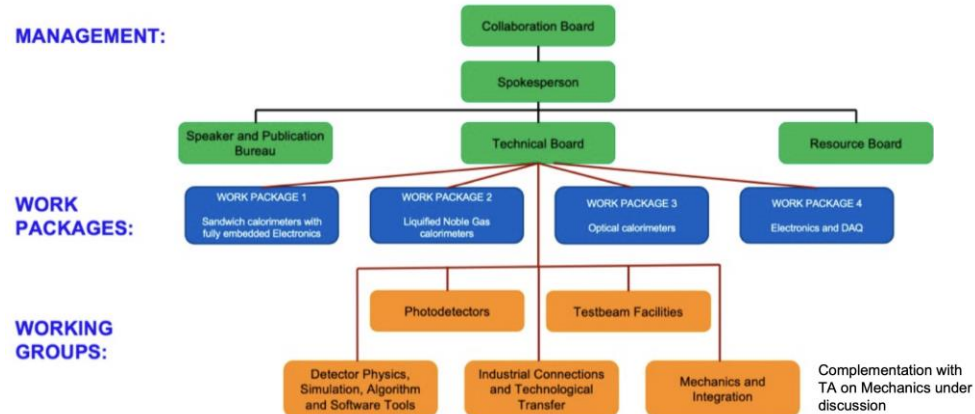 MANAGEMENT:
Collaboration Board
Spokesperson
Speaker and Publication
Bureau
Technical Board
Resource Board
WORK
PACKAGES:
WORK PACKAGE 1
Sandwich calorimeters with
fully embedded Electronics
WORK PACKAGE 2
Liquified Noble Gas
calorimeters
WORK PACKAGE 3
Optical calorimeters
WORK PACKAGE 4
Electronics and DAQ
WORKING
GROUPS:
Photodetectors
Testbeam Facilities
Detector Physics,
Simulation, Algorithm
and Software Tools
Industrial Connections
and Technological
Transfer
Mechanics and
Integration
Complementation with
TA on Mechanics under
discussion